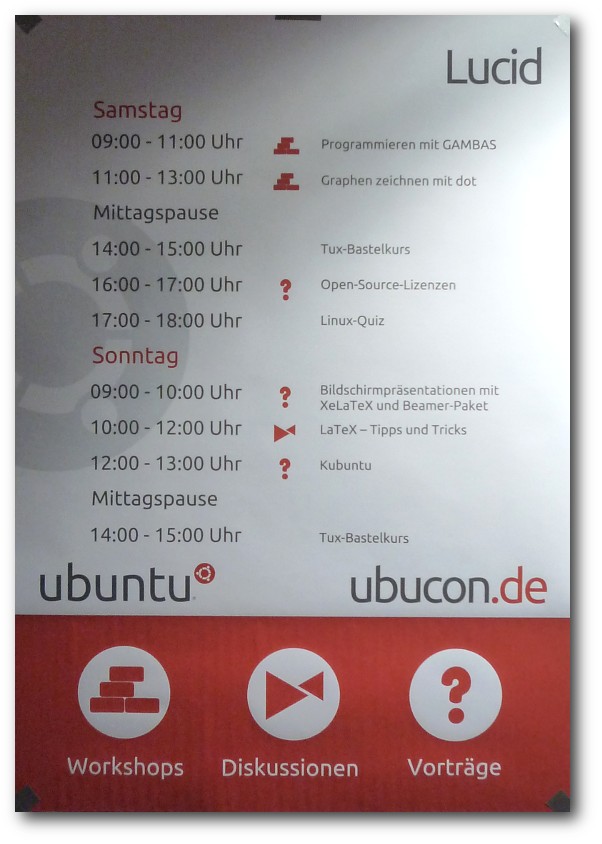 Lucid
Samstag
09:00 - 11:00 Uhr Programmieren mit GAMBAS
11:00 - 13:00 Uhr Graphen zeichnen mit dot
Mittagspause
14:00 - 15:00 Uhr Tux-Bastelkurs
16:00 - 17:00 Uhr ? Open-Source-Lizenzen
17:00 - 18:00 Uhr Linux-Quiz
Sonntag
09:00 - 10:00 Uhr ? Bildschirmpräsentationen mit
XeLaTeX und Beamer-Paket
10:00 - 12:00 Uhr LaTeX – Tipps und Tricks
12:00 - 13:00 Uhr ? Kubuntu
Mittagspause
14:00 - 15:00 Uhr Tux-Bastelkurs
ubuntu ubucon.de
?
Workshops Diskussionen Vorträge